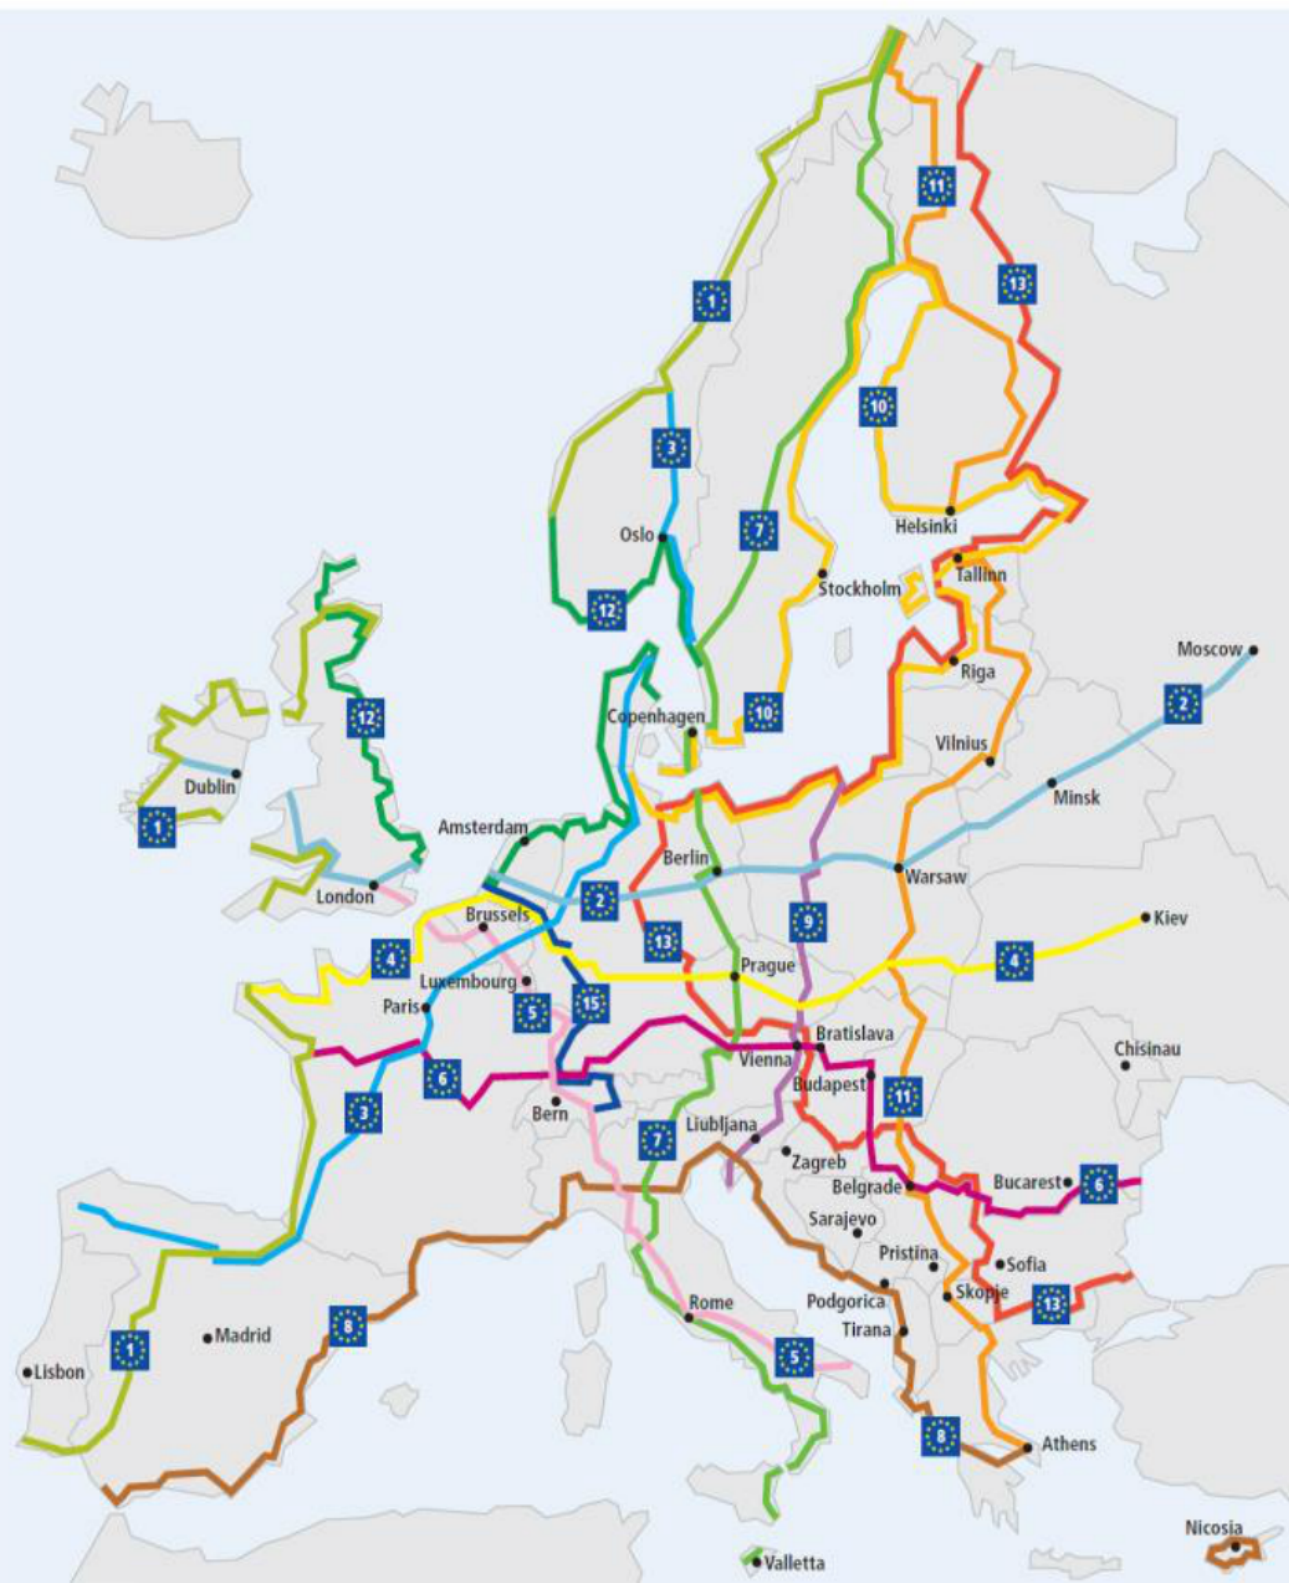 11
13
1
10
3
Helsinki
7
Oslo
Tallinn
Stockholm
12
Moscow
Riga
2
10
12
Copenhagen
Vilnius
Dublin
Minsk
1
Amsterdam
Berlin
Warsaw
London
2
Brussels
9
Kiev
13
4
4
Prague
Luxembourg
Paris
5
15
Bratislava
Vienna
Chisinau
6
Budapest
11
Bern
3
7
Liubljana
Zagreb
Belgrade
Bucarest
6
Sarajevo
Pristina
Sofia
Skopje
Podgorica
13
Rome
8
Tirana
Madrid
1
5
Lisbon
8
Athens
Nicosia
Valletta